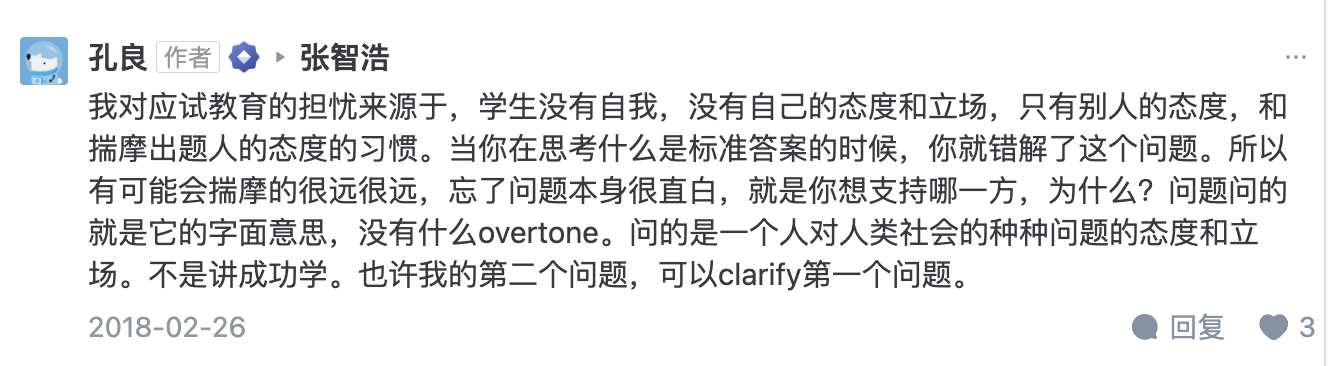 孔良 作者 张智浩
我对应试教育的担忧来源于，学生没有自我，没有自己的态度和立场，只有别人的态度，和
揣摩出题人的态度的习惯。当你在思考什么是标准答案的时候，你就错解了这个问题。所以
有可能会揣摩的很远很远，忘了问题本身很直白，就是你想支持哪一方，为什么？问题问的
就是它的字面意思，没有什么overtone。问的是一个人对人类社会的种种问题的态度和立
场。不是讲成功学。也许我的第二个问题，可以clarify第一个问题。
2018-02-26 回复 3